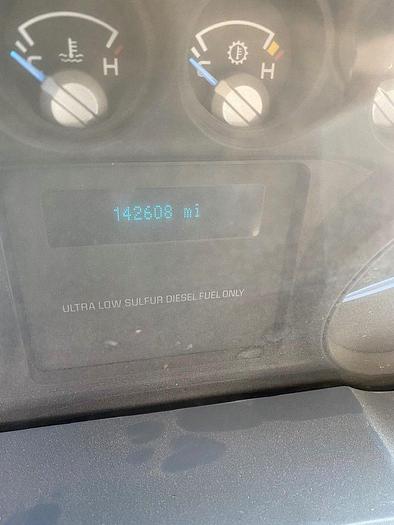 C H
C H
142608 mi
ULTRA LOW SULFUR DIESEL FUEL ONLY